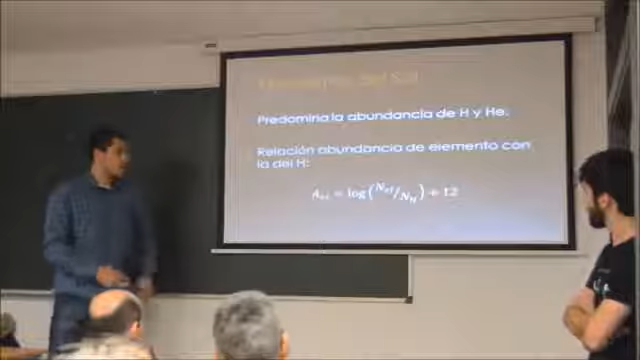 Predomina la abundancia de H y He.
Relación abundancia de elemento con
la del H:
A_el = log(N_el/N_H) + 12